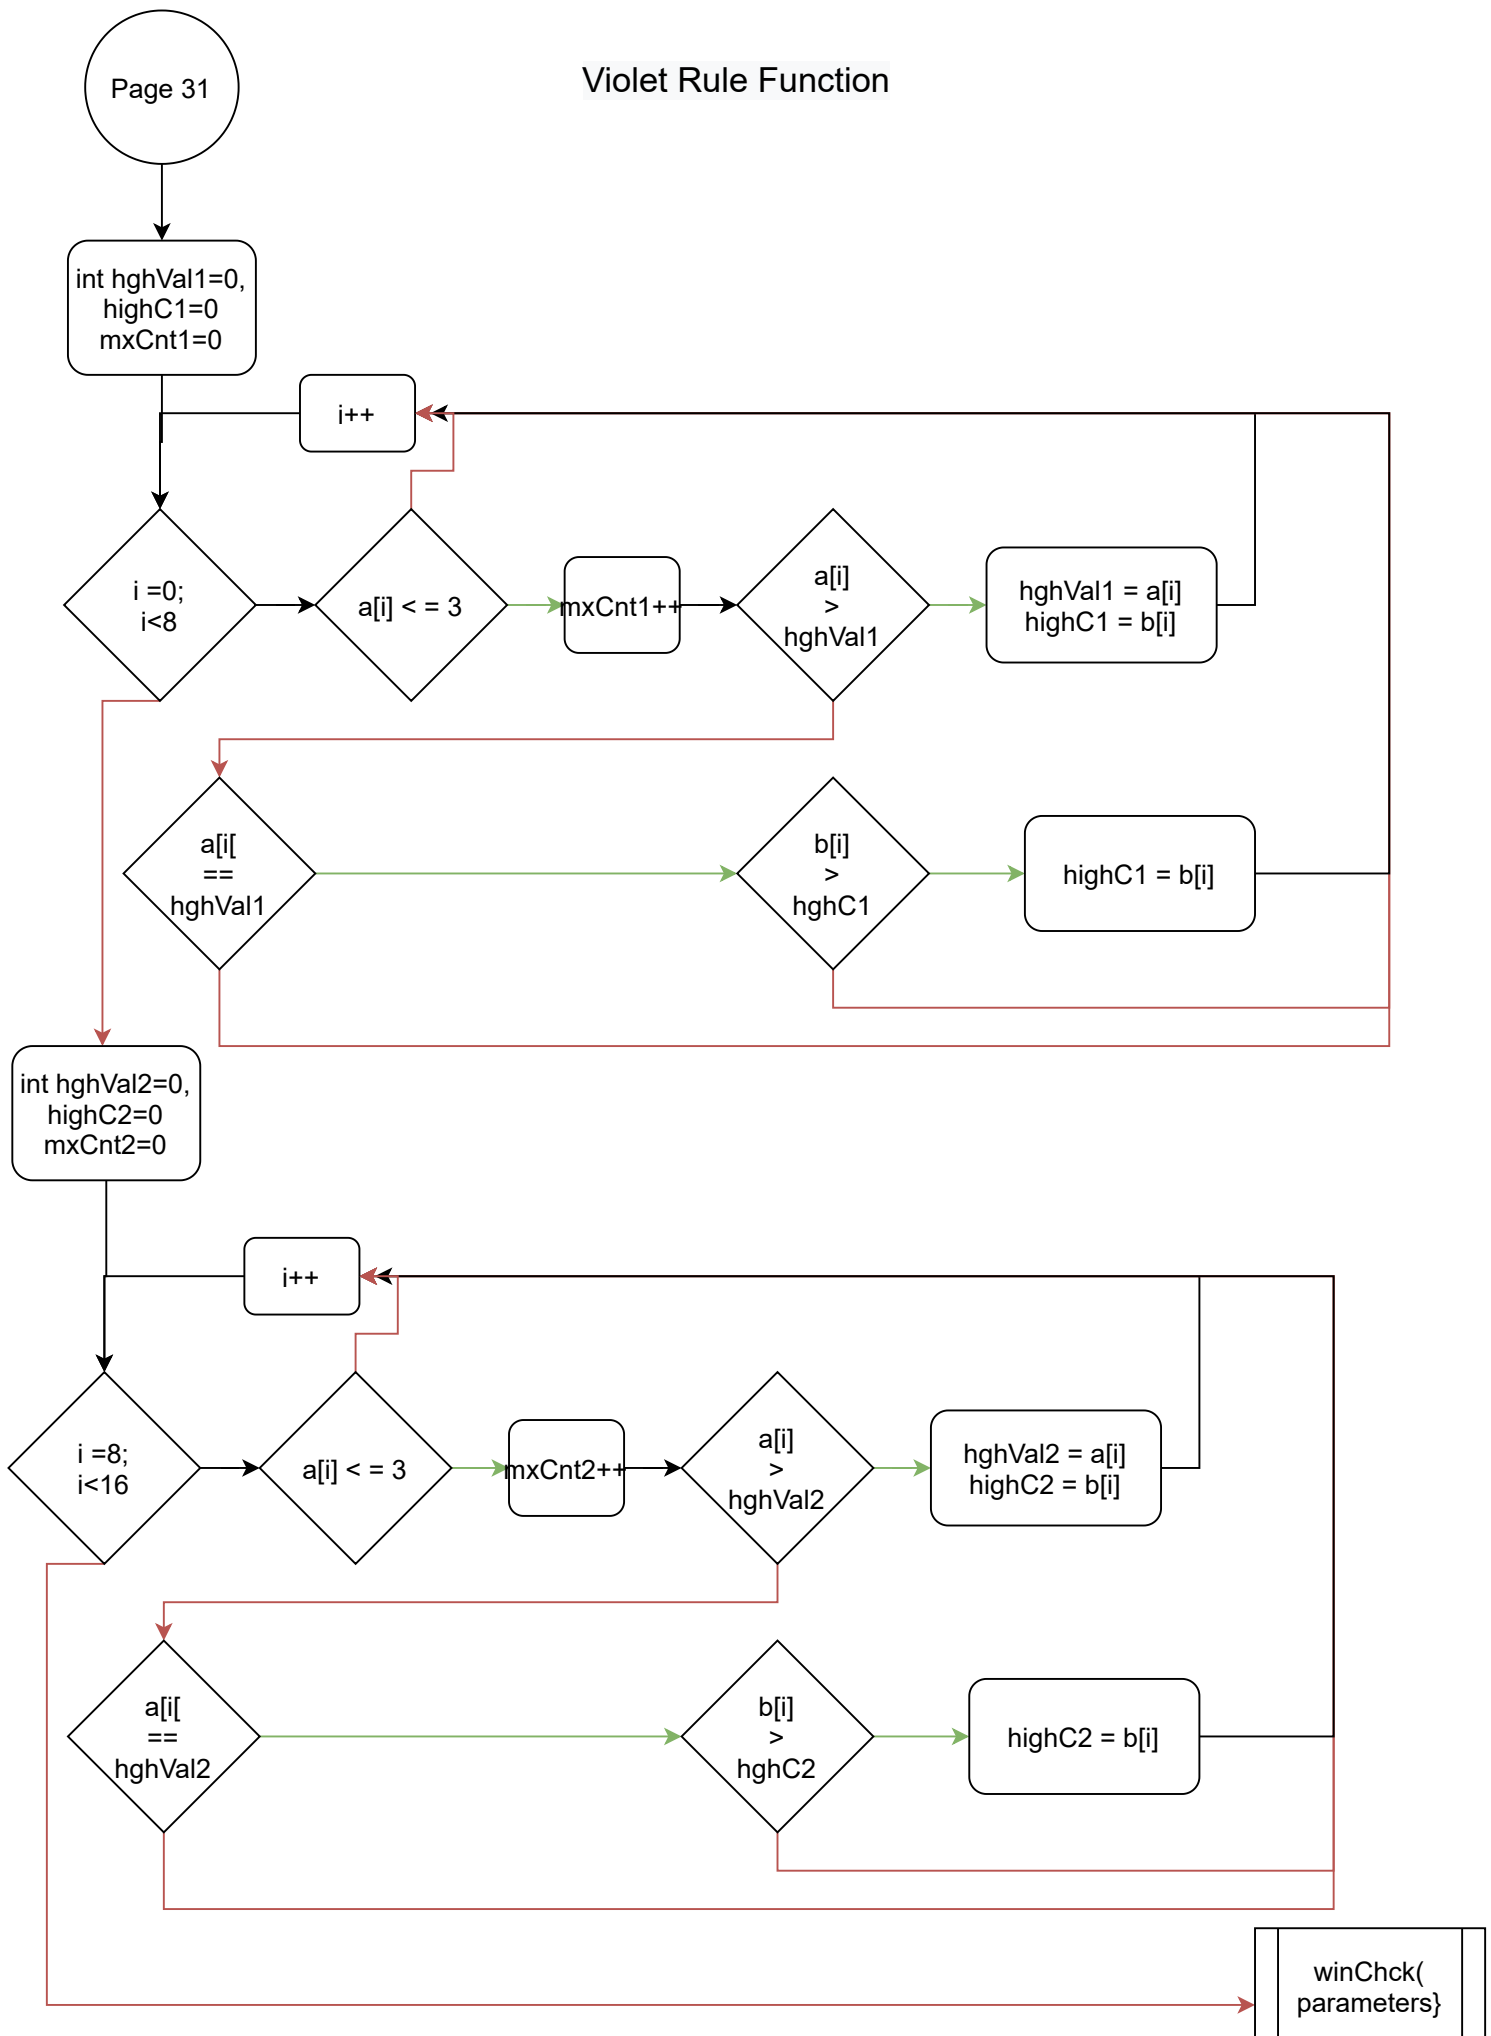 Page 31
Violet Rule Function
int hghVal1=0,
highC1=0
mxCnt1=0
i++
i =0;
i<8
a[i] < = 3
mxCnt1++
a[i]
>
hghVal1
hghVal1 = a[i]
highC1 = b[i]
a[i[
==
hghVal1
b[i]
>
hghC1
highC1 = b[i]
int hghVal2=0,
highC2=0
mxCnt2=0
i++
i =8;
i<16
a[i] < = 3
mxCnt2++
a[i]
>
hghVal2
hghVal2 = a[i]
highC2 = b[i]
a[i[
==
hghVal2
b[i]
>
hghC2
highC2 = b[i]
winChck(
parameters}